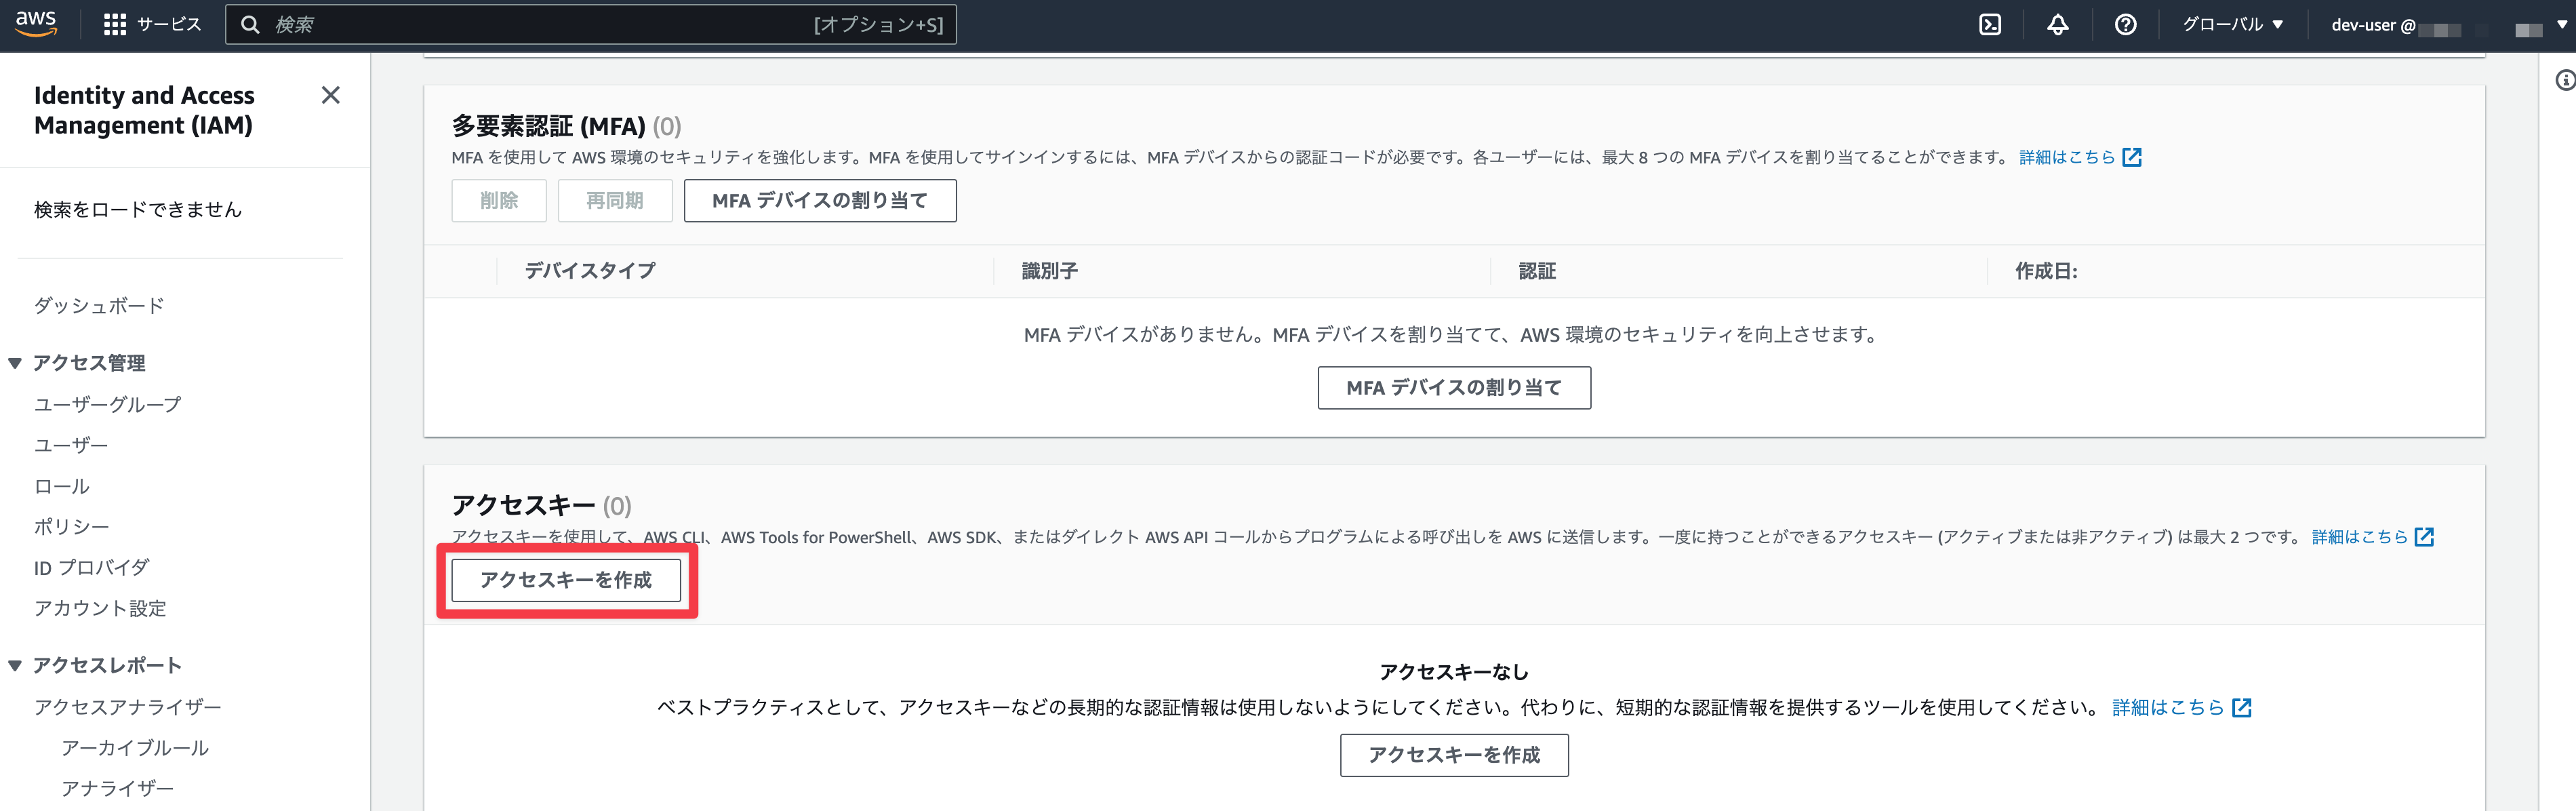 aws
サービス
検索
[オプション+S]
グローバル ▼
dev-user @
Identity and Access
Management (IAM)
検索をロードできません
ダッシュボード
アクセス管理
ユーザーグループ
ユーザー
ロール
ポリシー
ID プロバイダ
アカウント設定
アクセスレポート
アクセスアナライザー
アーカイブルール
アナライザー
多要素認証 (MFA) (0)
MFA を使用して AWS 環境のセキュリティを強化します。MFA を使用してサインインするには、MFA デバイスからの認証コードが必要です。各ユーザーには、最大 8 つの MFA デバイスを割り当てることができます。 詳細はこちら
削除
再同期
MFA デバイスの割り当て
デバイスタイプ
識別子
認証
作成日:
MFA デバイスがありません。MFA デバイスを割り当てて、AWS 環境のセキュリティを向上させます。
MFA デバイスの割り当て
アクセスキー (0)
アクセスキーを使用して、AWS CLI、AWS Tools for PowerShell、AWS SDK、またはダイレクト AWS API コールからプログラムによる呼び出しを AWS に送信します。一度に持つことができるアクセスキー (アクティブまたは非アクティブ) は最大 2 つです。 詳細はこちら
アクセスキーを作成
アクセスキーなし
ベストプラクティスとして、アクセスキーなどの長期的な認証情報は使用しないようにしてください。代わりに、短期的な認証情報を提供するツールを使用してください。 詳細はこちら
アクセスキーを作成